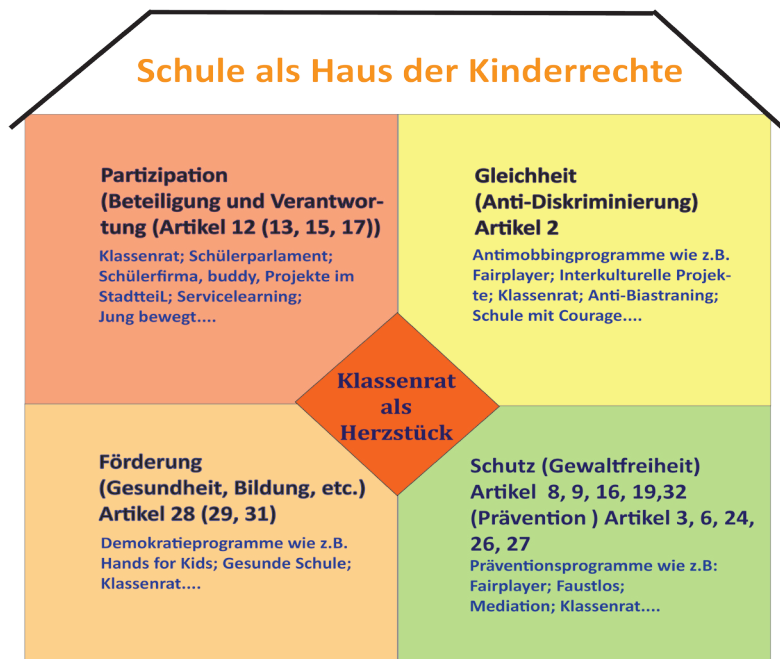 Schule als Haus der Kinderrechte
Partizipation
(Beteiligung und Verantwor-
tung (Artikel 12 (13, 15, 17))
Klassenrat; Schülerparlament;
Schülerfirma, buddy, Projekte im
StadtteiL; Servicelearning;
Jung bewegt....
Gleichheit
(Anti-Diskriminierung)
Artikel 2
Antimobbingprogramme wie z.B.
Fairplayer; Interkulturelle Projek-
te; Klassenrat; Anti-Biastraning;
Schule mit Courage....
Klassenrat
als
Herzstück
Förderung
(Gesundheit, Bildung, etc.)
Artikel 28 (29, 31)
Demokratieprogramme wie z.B.
Hands for Kids; Gesunde Schule;
Klassenrat....
Schutz (Gewaltfreiheit)
Artikel 8, 9, 16, 19,32
(Prävention ) Artikel 3, 6, 24,
26, 27
Präventionsprogramme wie z.B:
Fairplayer; Faustlos;
Mediation; Klassenrat....